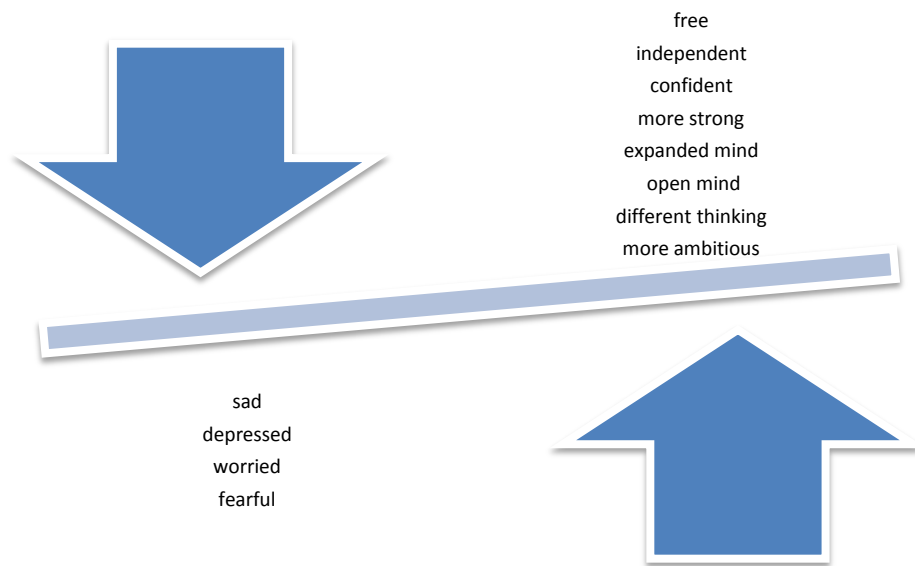 free
independent
confident
more strong
expanded mind
open mind
different thinking
more ambitious
sad
depressed
worried
fearful